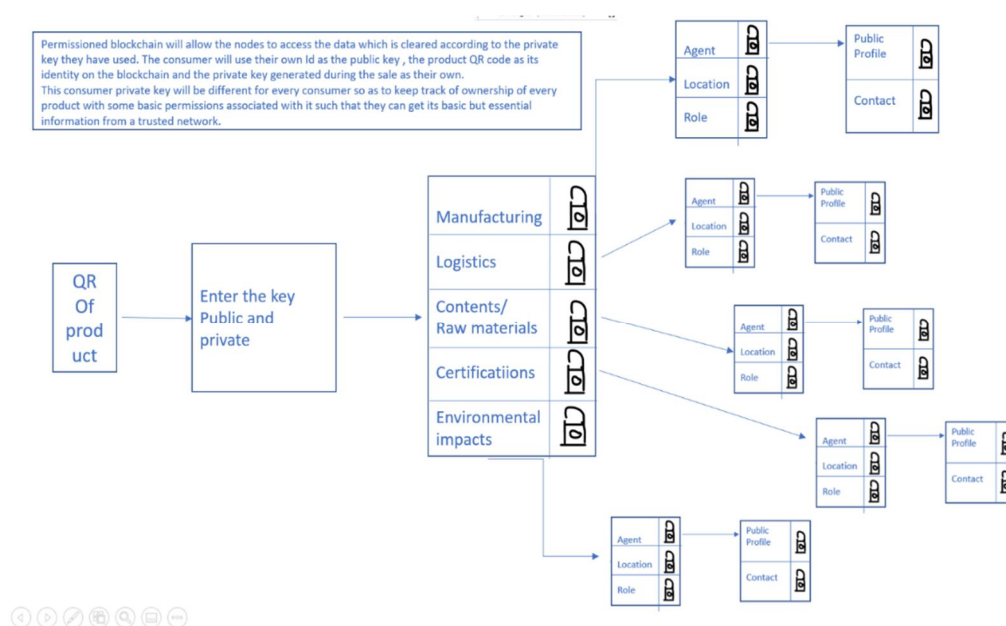 Permissioned blockchain will allow the nodes to access the data which is cleared according to the private
key they have used. The consumer will use their own Id as the public key , the product QR code as its
identity on the blockchain and the private key generated during the sale as their own.
This consumer private key will be different for every consumer so as to keep track of ownership of every
product with some basic permissions associated with it such that they can get its basic but essential
information from a trusted network.
QR
Of
prod
uct
Enter the key
Public and
private
Manufacturing
Logistics
Contents/
Raw materials
Certificatiions
Environmental
impacts
Agent
Location
Role
Public
Profile
Contact
Agent
Location
Role
Public
Profile
Contact
Agent
Location
Role
Public
Profile
Contact
Agent
Location
Role
Public
Profile
Contact
Agent
Location
Role
Public
Profile
Contact